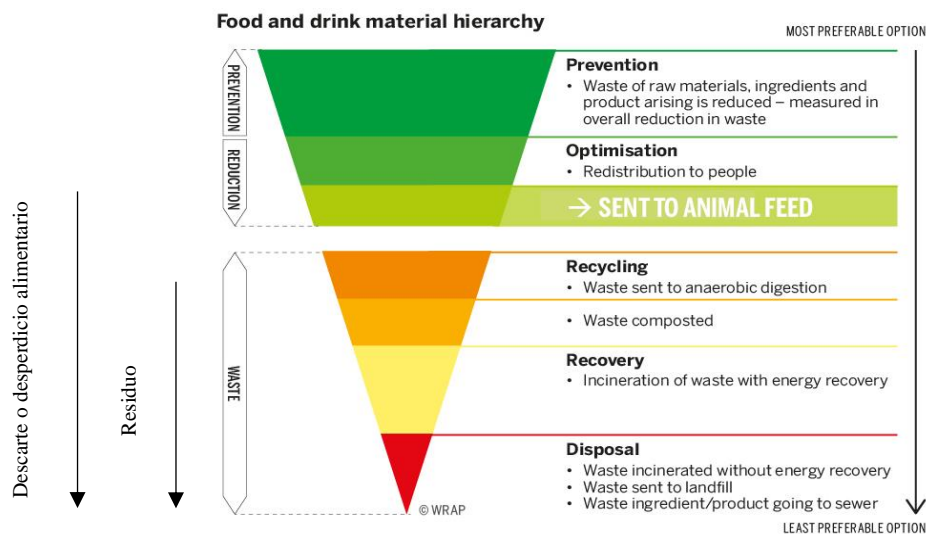 Food and drink material hierarchy
MOST PREFERABLE OPTION
PREVENTION
REDUCTION
WASTE
Descarte o desperdicio alimentario
Residuo
Prevention
• Waste of raw materials, ingredients and
product arising is reduced – measured in
overall reduction in waste
Optimisation
• Redistribution to people
→ SENT TO ANIMAL FEED
Recycling
• Waste sent to anaerobic digestion
• Waste composted
Recovery
• Incineration of waste with energy recovery
Disposal
• Waste incinerated without energy recovery
• Waste sent to landfill
• Waste ingredient/product going to sewer
© WRAP
LEAST PREFERABLE OPTION